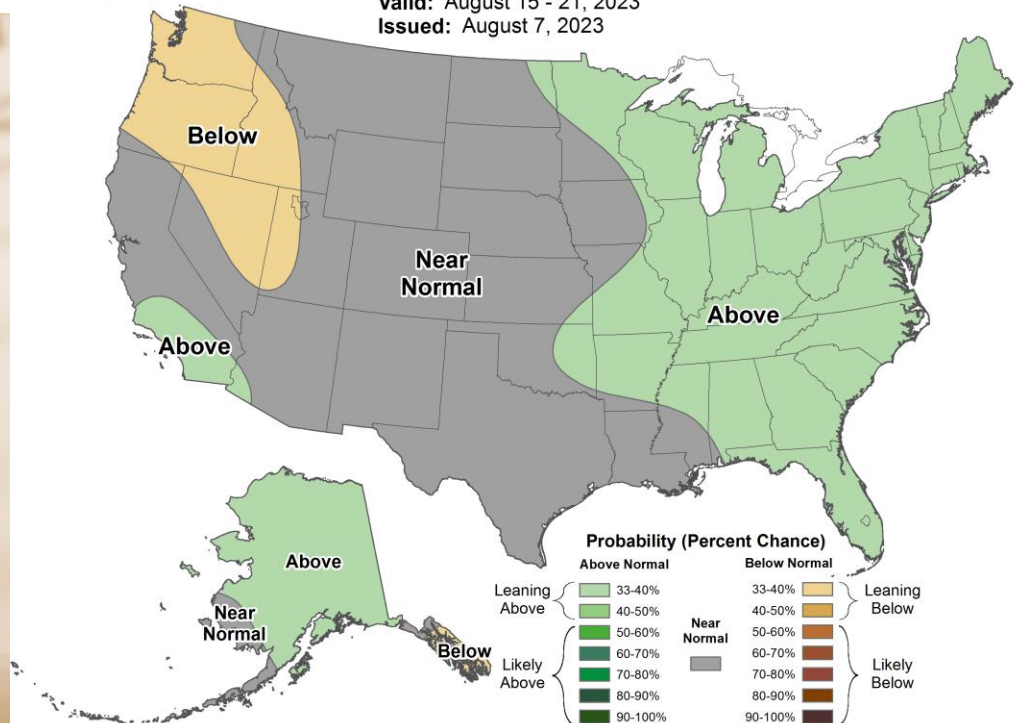 Valid: August 15 - 21, 2023
Issued: August 7, 2023
Below
Near
Normal
Above
Above
Above
Near
Normal
Below
Probability (Percent Chance)
Above Normal
Below Normal
Leaning
Above
33-40%
40-50%
Likely
Above
50-60%
60-70%
70-80%
80-90%
90-100%
Near
Normal
33-40%
40-50%
Leaning
Below
50-60%
60-70%
70-80%
80-90%
90-100%
Likely
Below